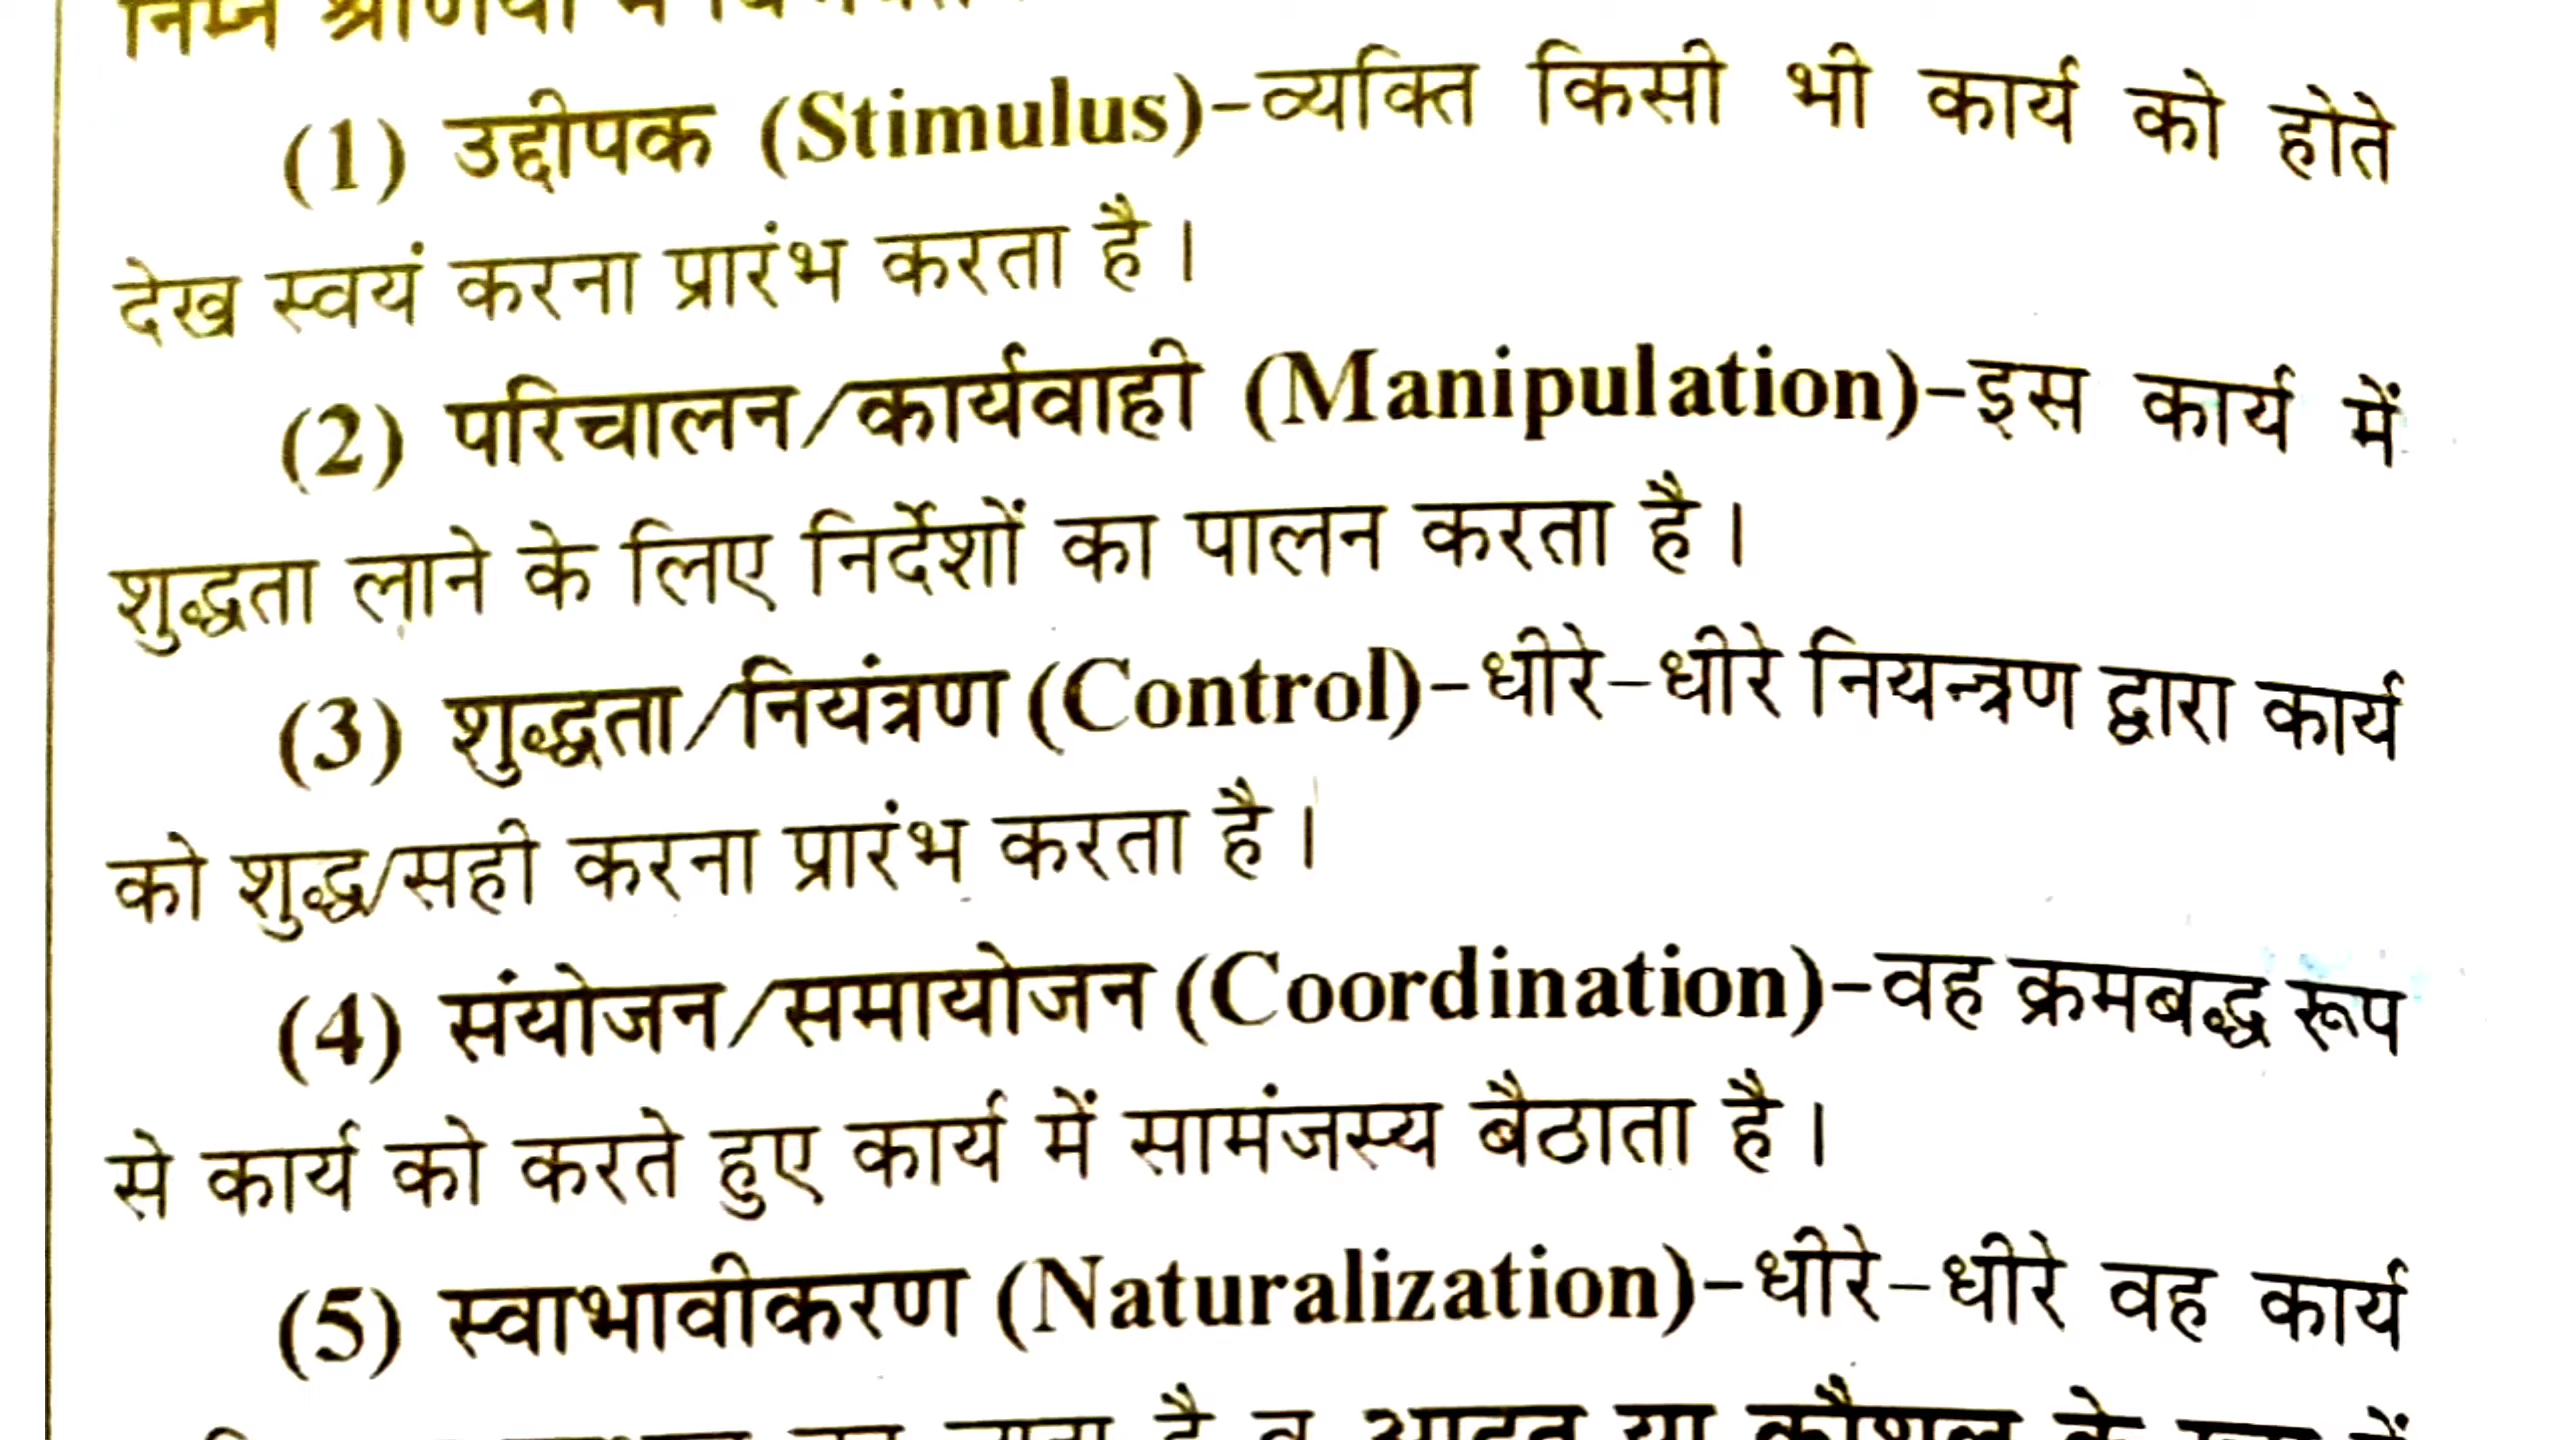 निम्न श्रेणियों में
(1) उद्दीपक (Stimulus)-व्यक्ति किसी भी कार्य को होते
देख स्वयं करना प्रारंभ करता है।
(2) परिचालन/कार्यवाही (Manipulation)-इस कार्य में
शुद्धता लाने के लिए निर्देशों का पालन करता है।
(3) शुद्धता/नियंत्रण (Control)-धीरे-धीरे नियन्त्रण द्वारा कार्य
को शुद्ध/सही करना प्रारंभ करता है।
(4) संयोजन/समायोजन (Coordination)-वह क्रमबद्ध रूप
से कार्य को करते हुए कार्य में सामंजस्य बैठाता है।
(5) स्वाभावीकरण (Naturalization)-धीरे-धीरे वह कार्य
है व आदत या कौशल के रूप में